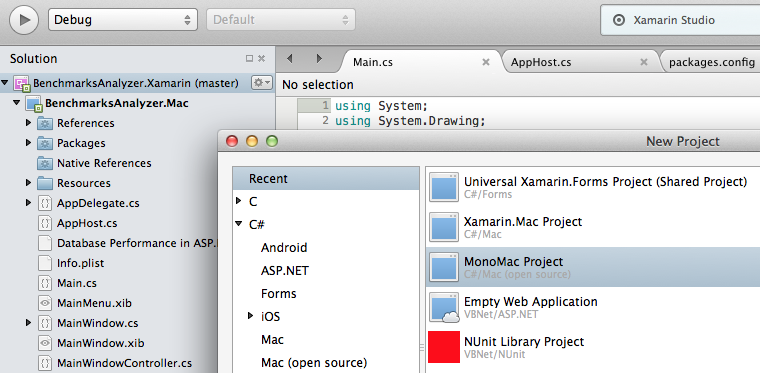 Debug
Default
Xamarin Studio
Solution
Main.cs
AppHost.cs
packages.config
BenchmarksAnalyzer.Xamarin (master)
No selection
BenchmarksAnalyzer.Mac
1 using System;
2 using System.Drawing;
References
Packages
Native References
Resources
AppDelegate.cs
AppHost.cs
Database Performance in ASP.
Info.plist
Main.cs
MainMenu.xib
MainWindow.cs
MainWindow.xib
MainWindowController.cs
New Project
Recent
C
C#
Android
ASP.NET
Forms
iOS
Mac
Mac (open source)
Universal Xamarin.Forms Project (Shared Project)
C#/Forms
Xamarin.Mac Project
C#/Mac
MonoMac Project
C#/Mac (open source)
Empty Web Application
VBNet/ASP.NET
NUnit Library Project
VBNet/NUnit